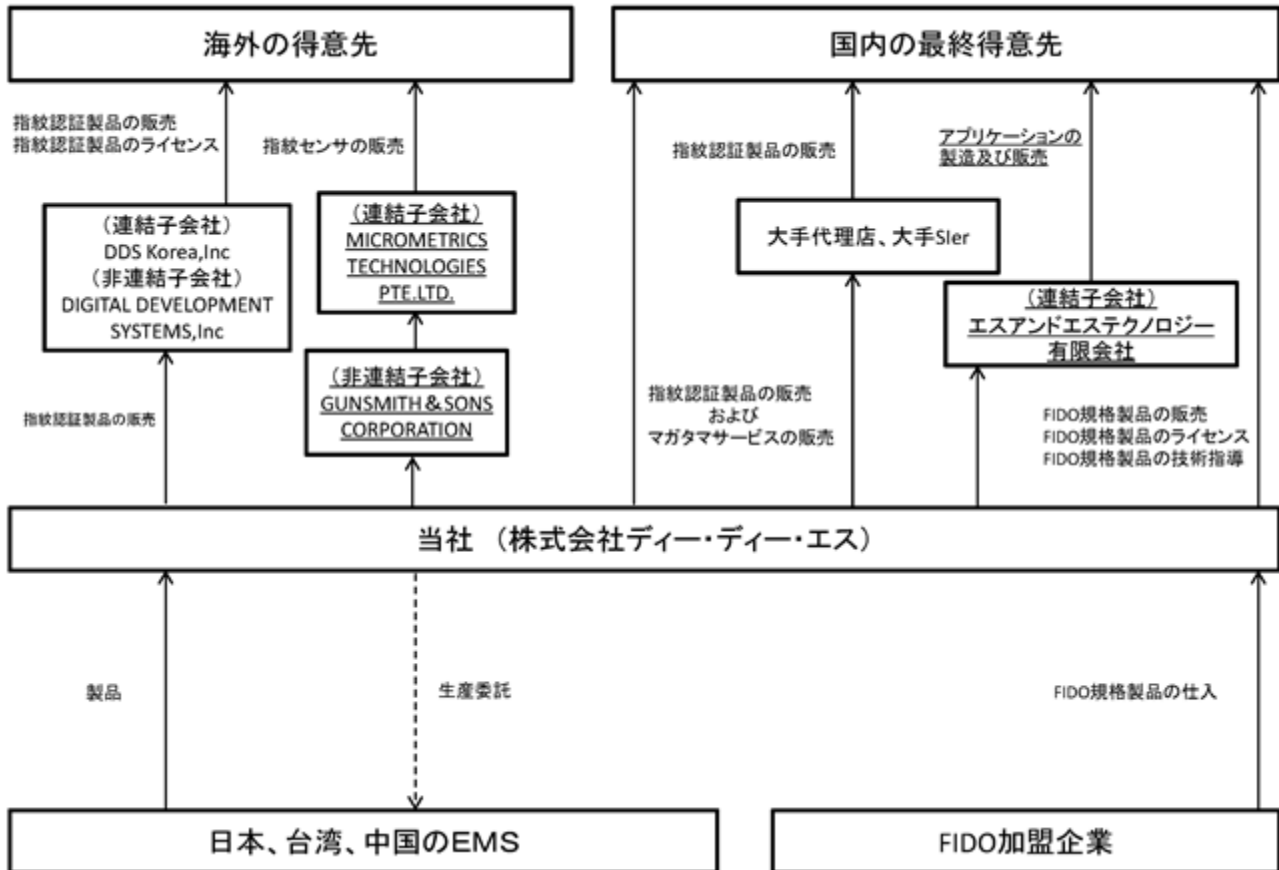 海外の得意先
国内の最終得意先
指紋認証製品の販売
指紋認証製品のライセンス
指紋センサの販売
指紋認証製品の販売
アプリケーションの
製造及び販売
（連結子会社）
DDS Korea,Inc
（非連結子会社）
DIGITAL DEVELOPMENT
SYSTEMS,Inc
（連結子会社）
MICROMETRICS
TECHNOLOGIES
PTE.LTD.
大手代理店、大手SIer
（連結子会社）
エスアンドエステクノロジー
有限会社
（非連結子会社）
GUNSMITH＆SONS
CORPORATION
指紋認証製品の販売
指紋認証製品の販売
および
マガタマサービスの販売
FIDO規格製品の販売
FIDO規格製品のライセンス
FIDO規格製品の技術指導
当社 （株式会社ディー・ディー・エス）
製品
生産委託
FIDO規格製品の仕入
日本、台湾、中国のEMS
FIDO加盟企業